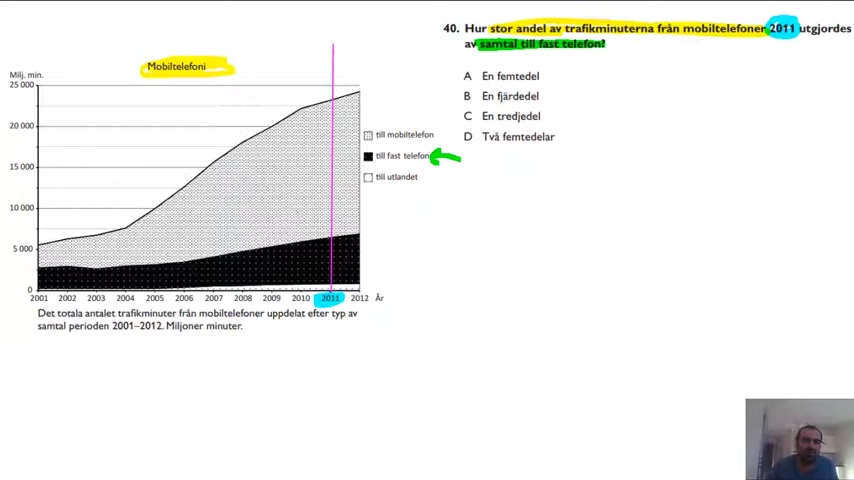 Mobiltelefoni
Milj. min.
25 000
20 000
15 000
10 000
5 000
0
2001 2002 2003 2004 2005 2006 2007 2008 2009 2010 2011 2012 År
till mobiltelefon
till fast telefon
till utlandet
Det totala antalet trafikminuter från mobiltelefoner uppdelat efter typ av
samtal perioden 2001–2012. Miljoner minuter.
40. Hur stor andel av trafikminuterna från mobiltelefoner 2011 utgjordes
av samtal till fast telefon?
A En femtedel
B En fjärdedel
C En tredjedel
D Två femtedelar